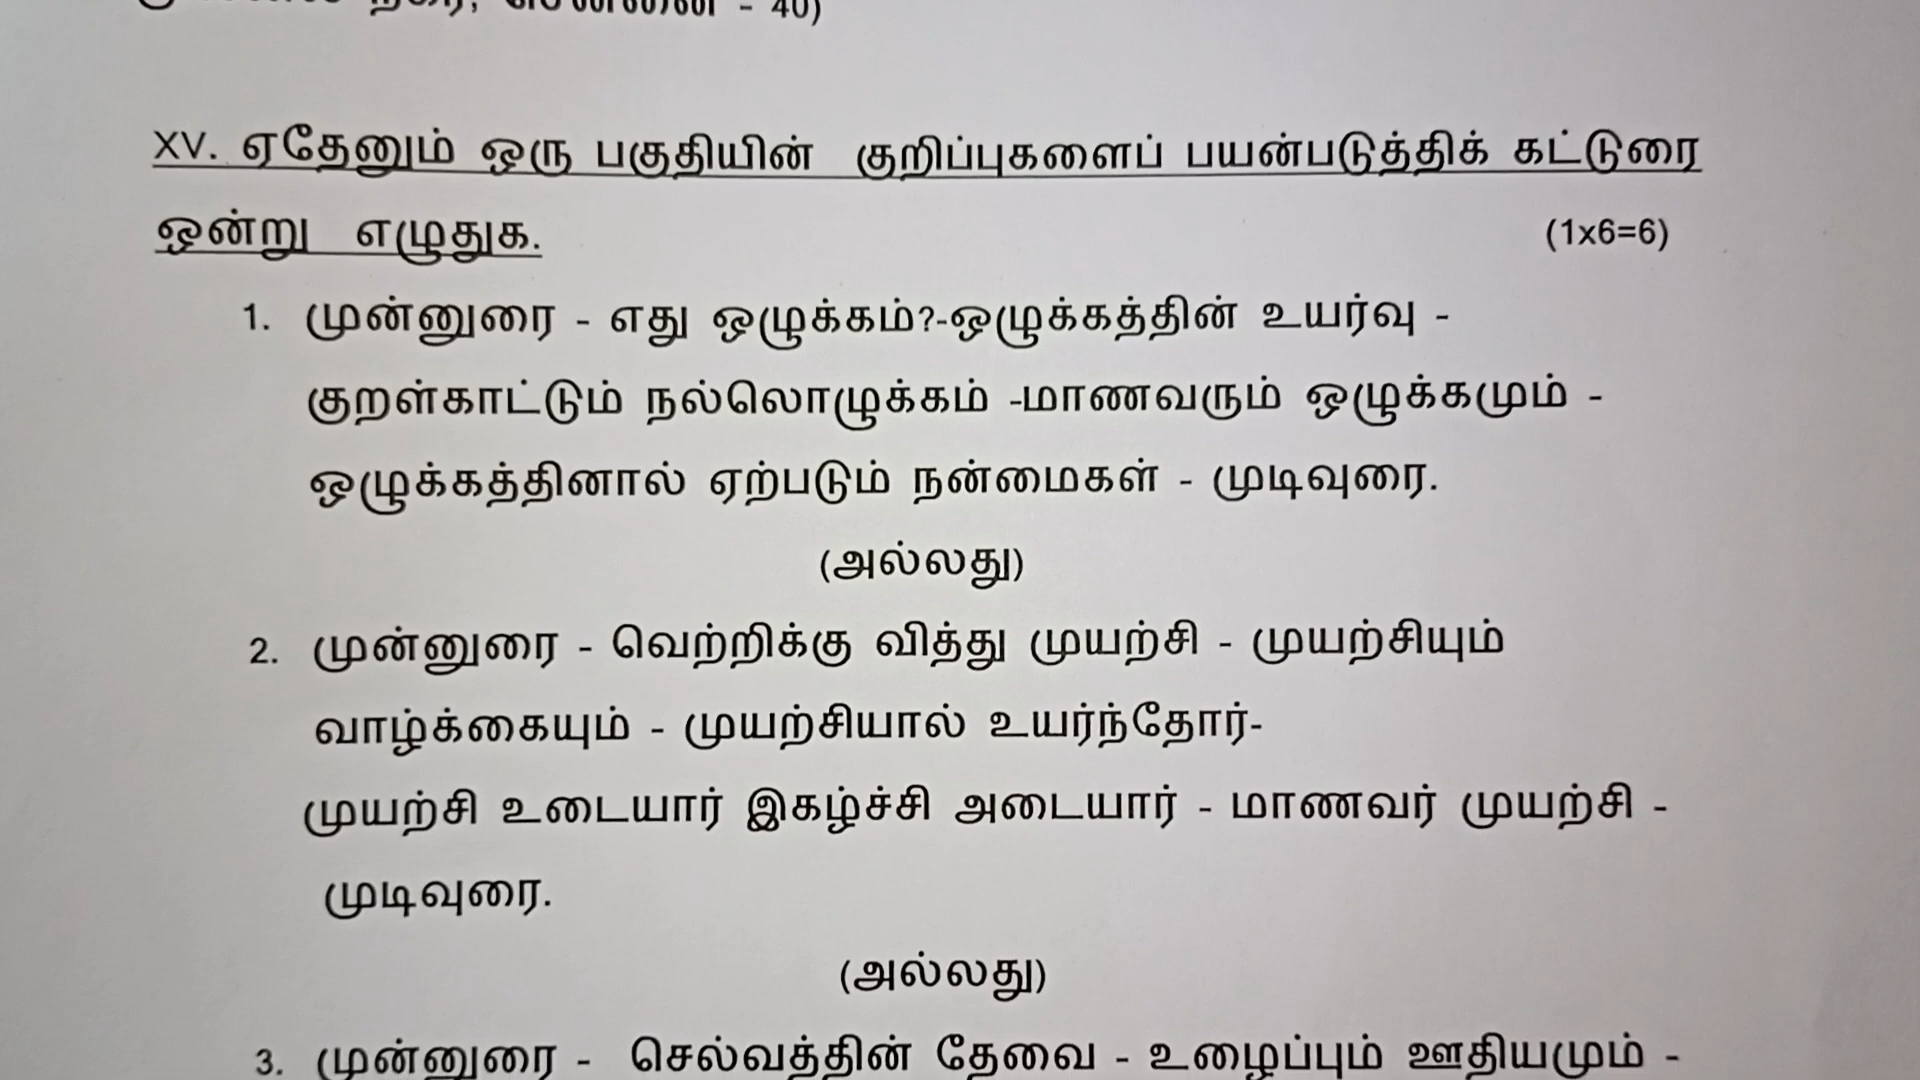 நகர், சென்னை - 40)
XV. ஏதேனும் ஒரு பகுதியின் குறிப்புகளைப் பயன்படுத்திக் கட்டுரை
ஒன்று எழுதுக. (1x6=6)
1. முன்னுரை - எது ஒழுக்கம்?-ஒழுக்கத்தின் உயர்வு -
குறள்காட்டும் நல்லொழுக்கம் -மாணவரும் ஒழுக்கமும் -
ஒழுக்கத்தினால் ஏற்படும் நன்மைகள் - முடிவுரை.
(அல்லது)
2. முன்னுரை - வெற்றிக்கு வித்து முயற்சி - முயற்சியும்
வாழ்க்கையும் - முயற்சியால் உயர்ந்தோர்-
முயற்சி உடையார் இகழ்ச்சி அடையார் - மாணவர் முயற்சி -
முடிவுரை.
(அல்லது)
3. முன்னுரை - செல்வத்தின் தேவை - உழைப்பும் ஊதியமும் -